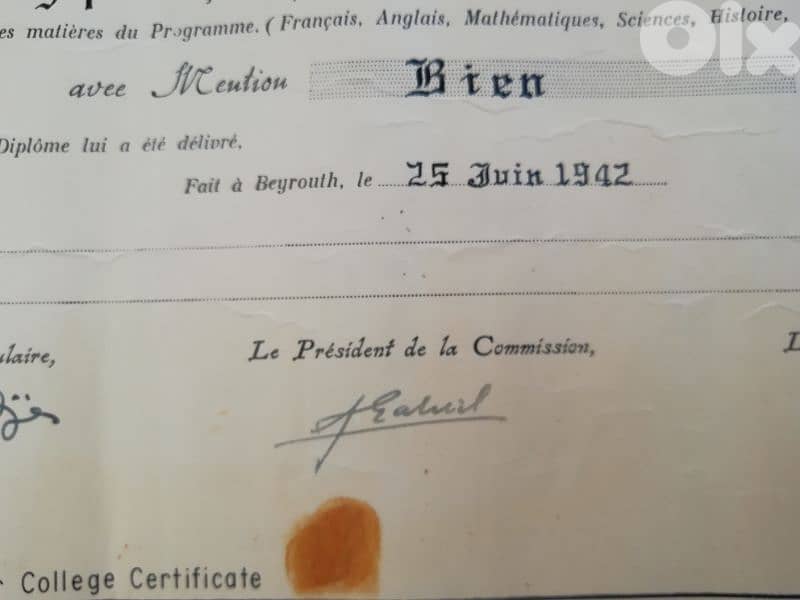 es matières du Programme. ( Français, Anglais, Mathématiques, Sciences, Histoire,
olx
avec Mention Bien
Diplôme lui a été délivré.
Fait à Beyrouth, le 25 Juin 1942
ulaire,
Le Président de la Commission,
L
College Certificate